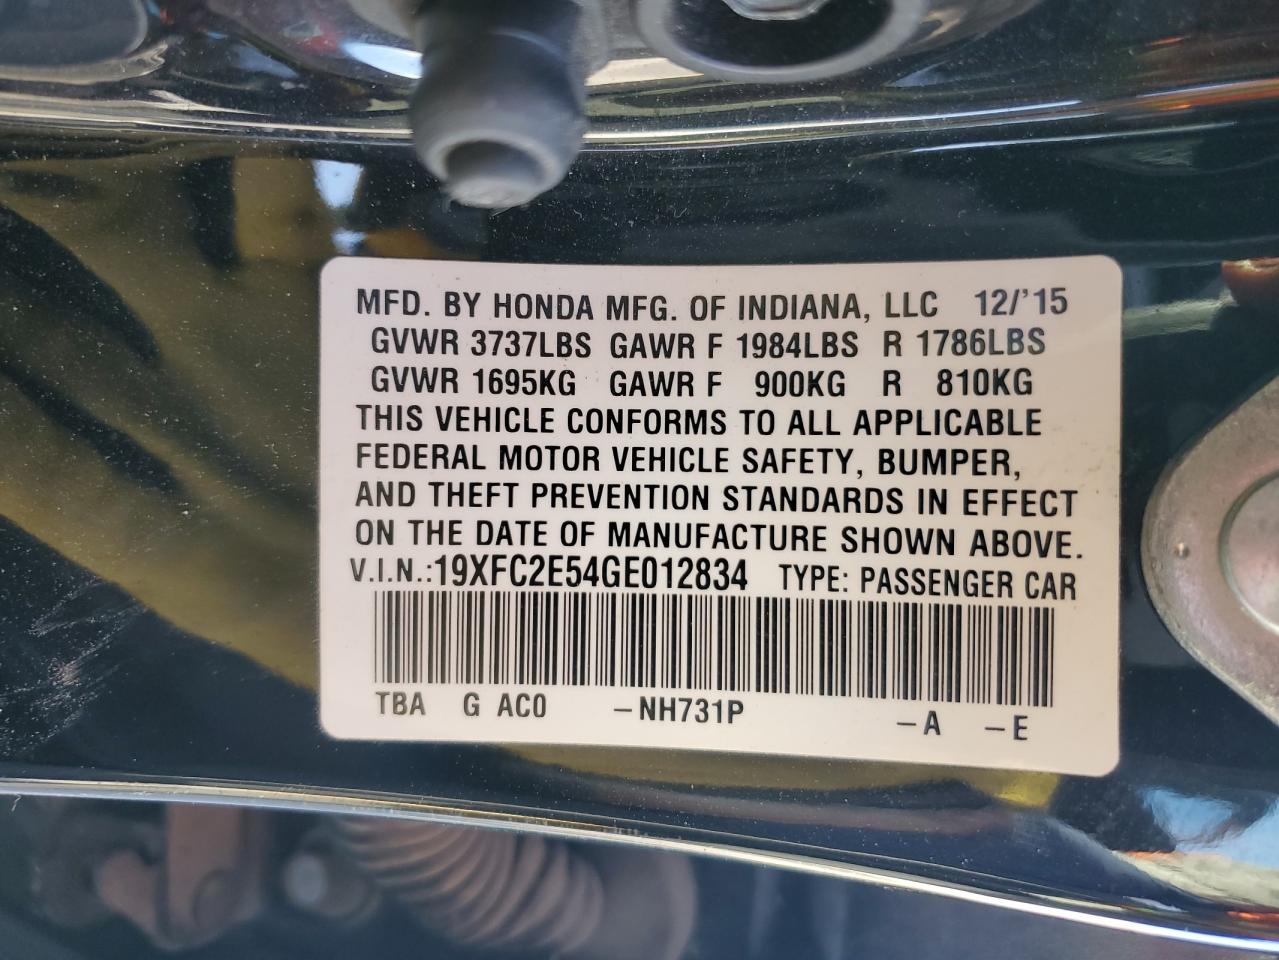 MFD. BY HONDA MFG. OF INDIANA, LLC 12/'15
GVWR 3737LBS GAWR F 1984LBS R 1786LBS
GVWR 1695KG GAWR F 900KG R 810KG
THIS VEHICLE CONFORMS TO ALL APPLICABLE
FEDERAL MOTOR VEHICLE SAFETY, BUMPER,
AND THEFT PREVENTION STANDARDS IN EFFECT
ON THE DATE OF MANUFACTURE SHOWN ABOVE.
V.I.N.:19XFC2E54GE012834 TYPE: PASSENGER CAR
TBA G AC0 -NH731P -A -E